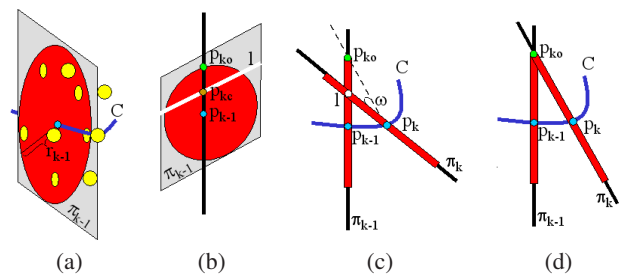 C
r_{k-1}
π_{k-1}
(a)
p_{ko}
l
p_{kc}
p_{k-1}
π_{k-1}
(b)
p_{ko}
C
l
ω
p_{k-1}
p_k
π_k
π_{k-1}
(c)
p_{ko}
C
p_{k-1}
p_k
π_{k-1}
π_k
(d)